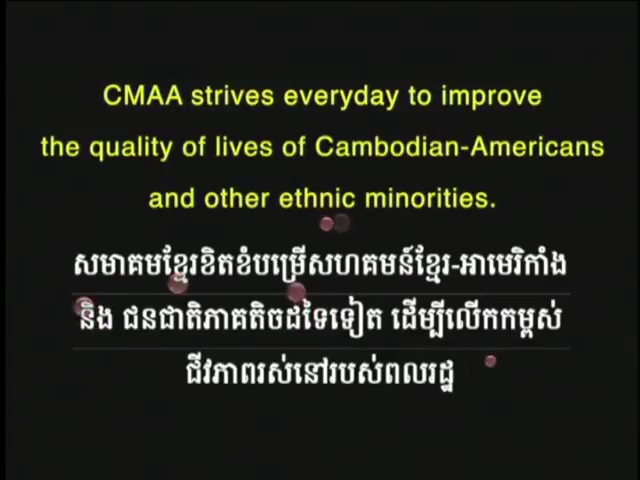 CMAA strives everyday to improve
the quality of lives of Cambodian-Americans
and other ethnic minorities.
សមាគមខ្មែរខិតខំបម្រើសហគមន៍ខ្មែរ-អាមេរិកាំង
និង ជនជាតិភាគតិចដទៃទៀត ដើម្បីលើកកម្ពស់
ជីវភាពរស់នៅរបស់ពលរដ្ឋ